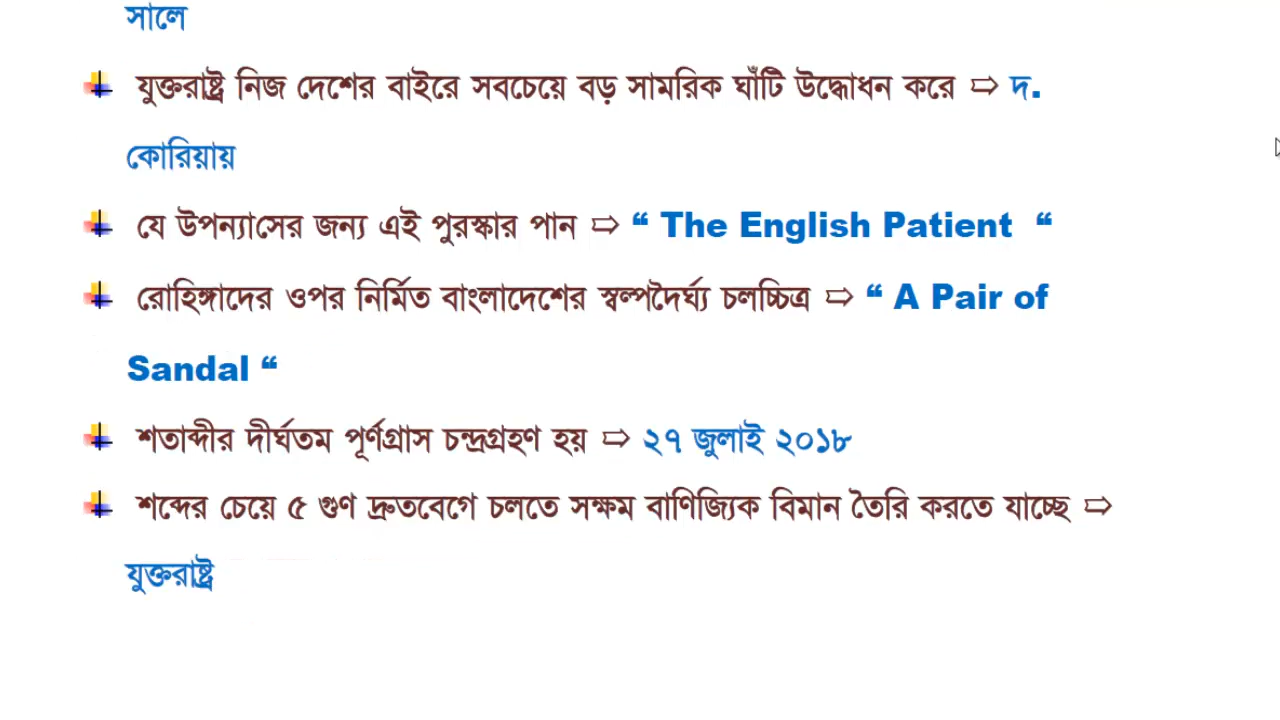 সালে
যুক্তরাষ্ট্র নিজ দেশের বাইরে সবচেয়ে বড় সামরিক ঘাঁটি উদ্ধোধন করে ⇨ দ.
কোরিয়ায়
যে উপন্যাসের জন্য এই পুরস্কার পান ⇨ “ The English Patient “
রোহিঙ্গাদের ওপর নির্মিত বাংলাদেশের স্বল্পদৈর্ঘ্য চলচ্চিত্র ⇨ “ A Pair of
Sandal “
শতাব্দীর দীর্ঘতম পূর্ণগ্রাস চন্দ্রগ্রহণ হয় ⇨ ২৭ জুলাই ২০১৮
শব্দের চেয়ে ৫ গুণ দ্রুতবেগে চলতে সক্ষম বাণিজ্যিক বিমান তৈরি করতে যাচ্ছে ⇨
যুক্তরাষ্ট্র